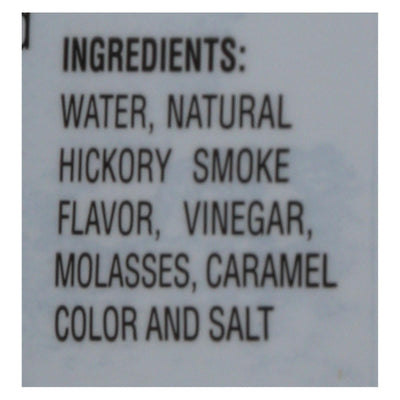 INGREDIENTS:
WATER, NATURAL
HICKORY SMOKE
FLAVOR, VINEGAR,
MOLASSES, CARAMEL
COLOR AND SALT